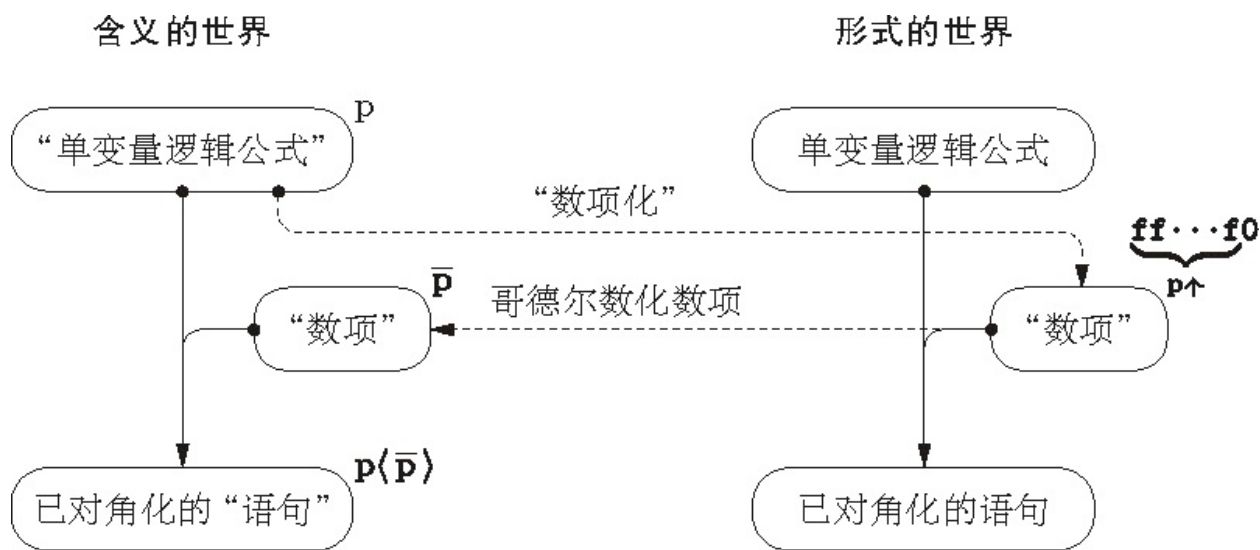 含义的世界
形式的世界
p
“单变量逻辑公式”
单变量逻辑公式
“数项化”
ff···f0
p↑
p̅
哥德尔数化数项
“数项”
“数项”
p⟨p̅⟩
已对角化的“语句”
已对角化的语句